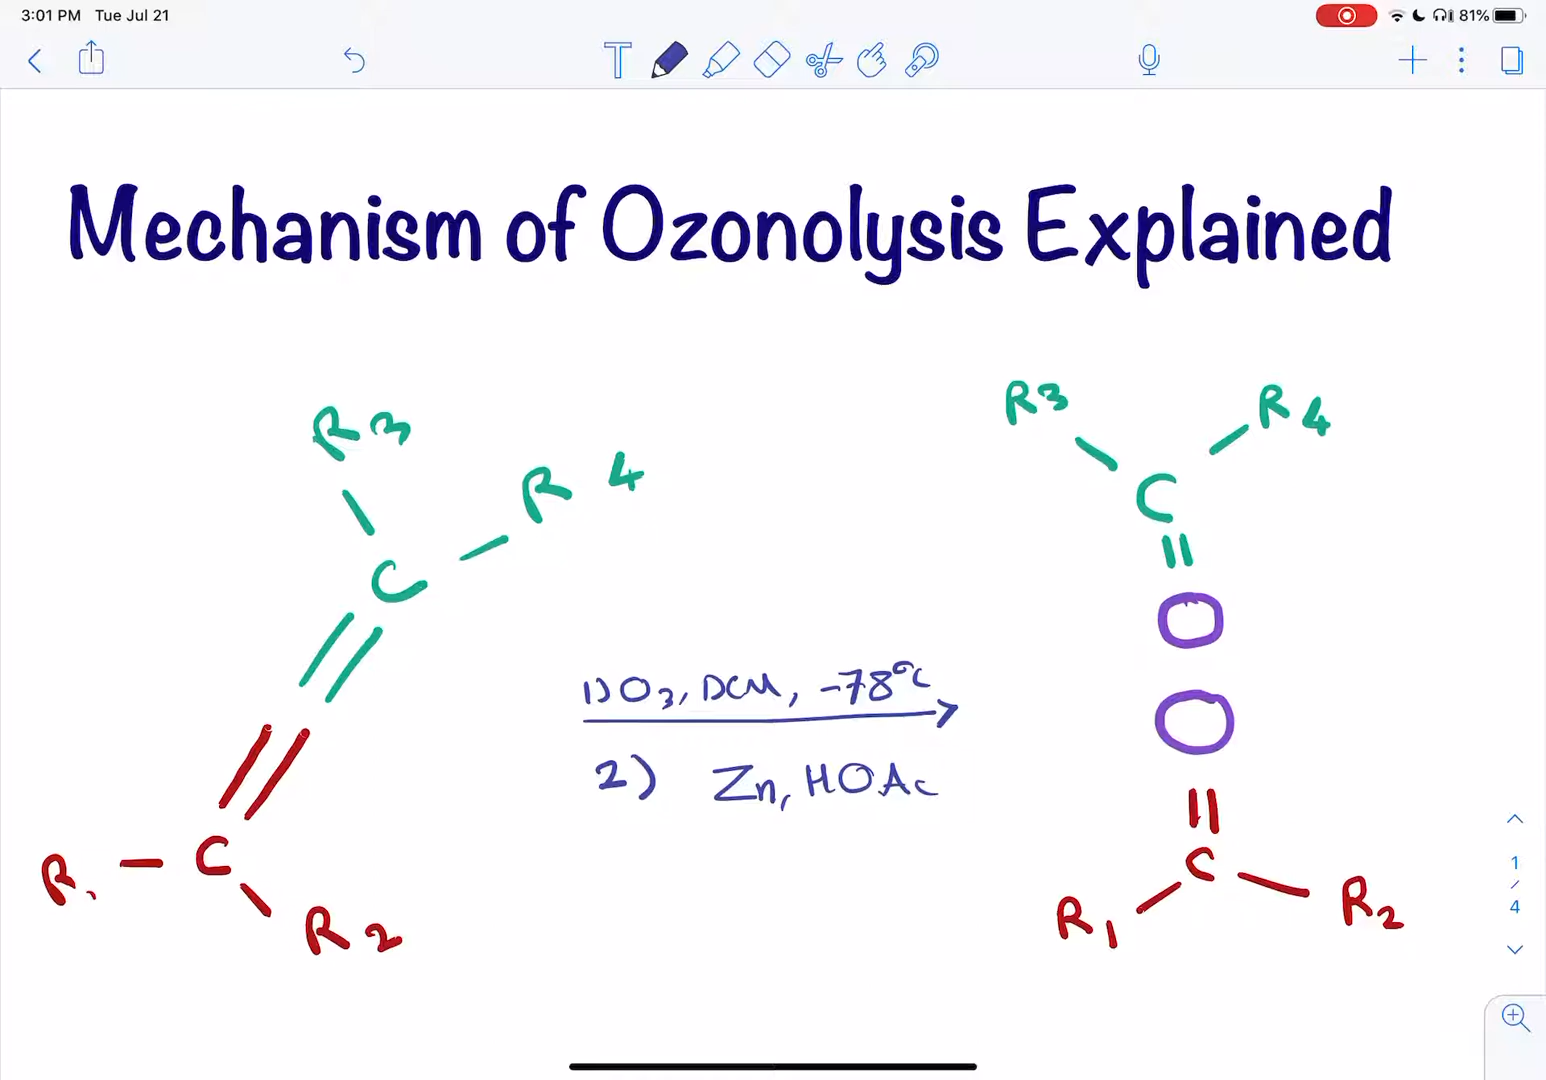 3:01 PM Tue Jul 21
81%
T
Mechanism of Ozonolysis Explained
R3
R4
C
C
R1
R2
1) O3, DCM, -78°C
2) Zn, HOAc
R3
R4
C
O
O
C
R1
R2
1
/
4